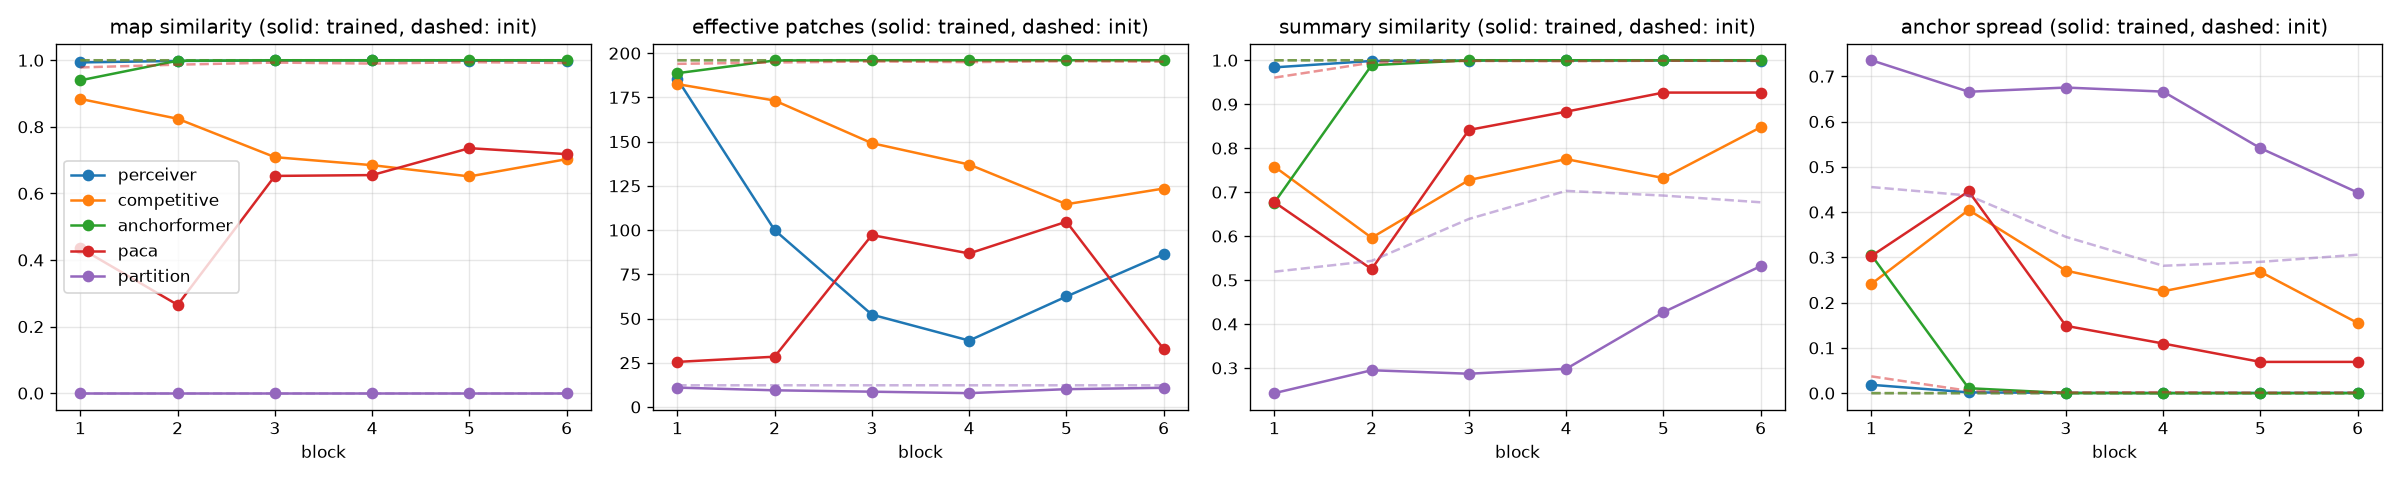 map similarity (solid: trained, dashed: init)
1.0
0.8
0.6
0.4
0.2
0.0
perceiver
competitive
anchorformer
paca
partition
1 2 3 4 5 6
block
effective patches (solid: trained, dashed: init)
200
175
150
125
100
75
50
25
0
1 2 3 4 5 6
block
summary similarity (solid: trained, dashed: init)
1.0
0.9
0.8
0.7
0.6
0.5
0.4
0.3
1 2 3 4 5 6
block
anchor spread (solid: trained, dashed: init)
0.7
0.6
0.5
0.4
0.3
0.2
0.1
0.0
1 2 3 4 5 6
block